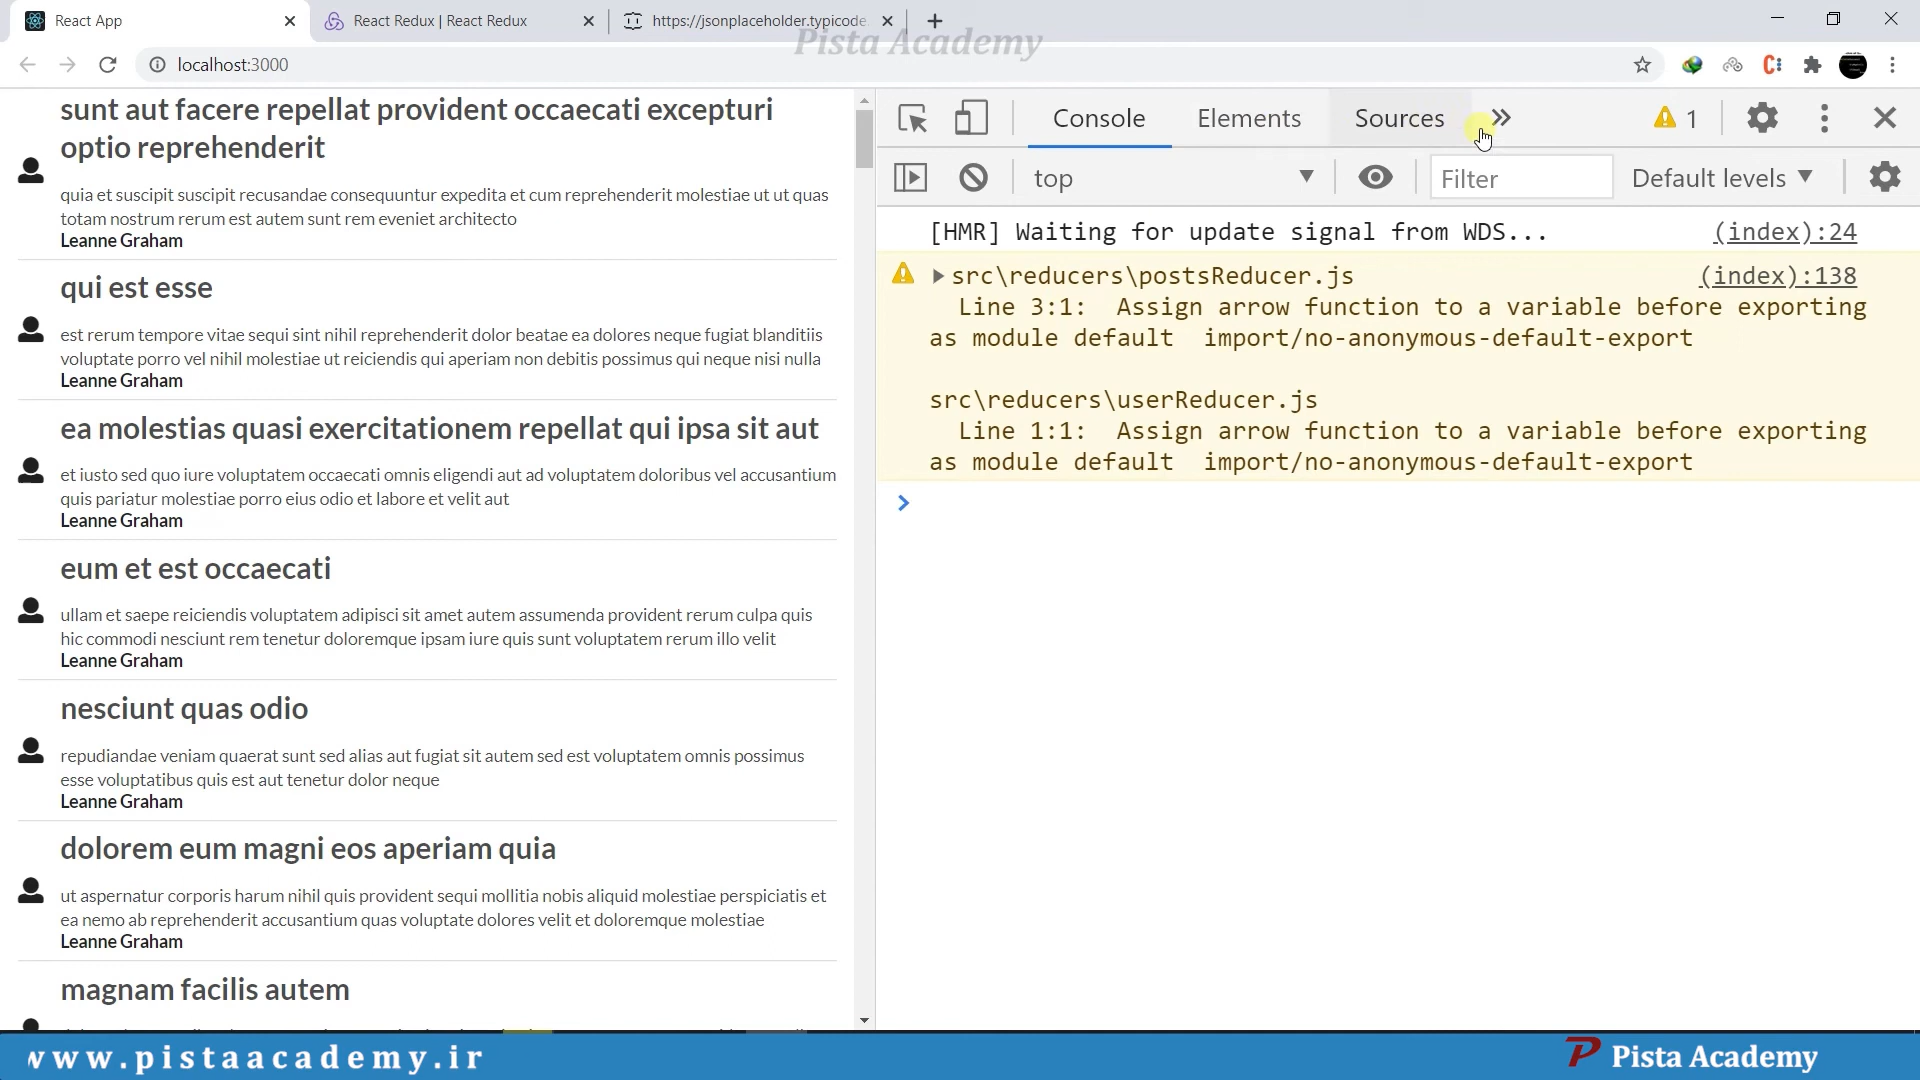 React App
React Redux | React Redux
https://jsonplaceholder.typicode.
Pista Academy
localhost:3000
sunt aut facere repellat provident occaecati excepturi
optio reprehenderit
quia et suscipit suscipit recusandae consequuntur expedita et cum reprehenderit molestiae ut ut quas
totam nostrum rerum est autem sunt rem eveniet architecto
Leanne Graham
qui est esse
est rerum tempore vitae sequi sint nihil reprehenderit dolor beatae ea dolores neque fugiat blanditiis
voluptate porro vel nihil molestiae ut reiciendis qui aperiam non debitis possimus qui neque nisi nulla
Leanne Graham
ea molestias quasi exercitationem repellat qui ipsa sit aut
et iusto sed quo iure voluptatem occaecati omnis eligendi aut ad voluptatem doloribus vel accusantium
quis pariatur molestiae porro eius odio et labore et velit aut
Leanne Graham
eum et est occaecati
ullam et saepe reiciendis voluptatem adipisci sit amet autem assumenda provident rerum culpa quis
hic commodi nesciunt rem tenetur doloremque ipsam iure quis sunt voluptatem rerum illo velit
Leanne Graham
nesciunt quas odio
repudiandae veniam quaerat sunt sed alias aut fugiat sit autem sed est voluptatem omnis possimus
esse voluptatibus quis est aut tenetur dolor neque
Leanne Graham
dolorem eum magni eos aperiam quia
ut aspernatur corporis harum nihil quis provident sequi mollitia nobis aliquid molestiae perspiciatis et
ea nemo ab reprehenderit accusantium quas voluptate dolores velit et doloremque molestiae
Leanne Graham
magnam facilis autem
Console Elements Sources » 1
top Filter Default levels
[HMR] Waiting for update signal from WDS... (index):24
src\reducers\postsReducer.js (index):138
Line 3:1: Assign arrow function to a variable before exporting
as module default import/no-anonymous-default-export
src\reducers\userReducer.js
Line 1:1: Assign arrow function to a variable before exporting
as module default import/no-anonymous-default-export
www.pistaacademy.ir
Pista Academy